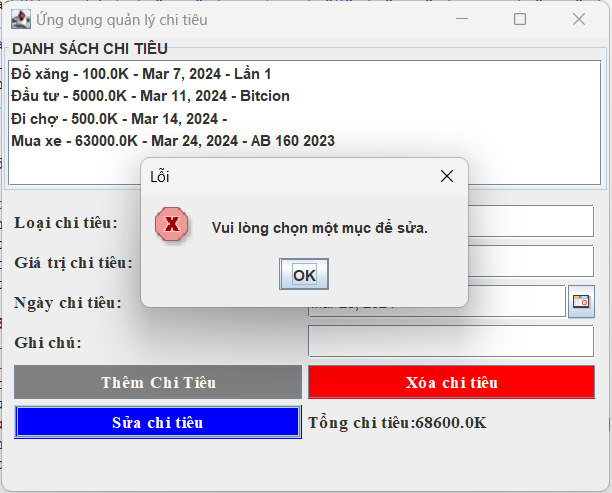 Ứng dụng quản lý chi tiêu
DANH SÁCH CHI TIÊU
Đổ xăng - 100.0K - Mar 7, 2024 - Lần 1
Đầu tư - 5000.0K - Mar 11, 2024 - Bitcion
Đi chợ - 500.0K - Mar 14, 2024 -
Mua xe - 63000.0K - Mar 24, 2024 - AB 160 2023
Lỗi
Vui lòng chọn một mục để sửa.
OK
Loại chi tiêu:
Giá trị chi tiêu:
Ngày chi tiêu:
Ghi chú:
Thêm Chi Tiêu
Xóa chi tiêu
Sửa chi tiêu
Tổng chi tiêu:68600.0K